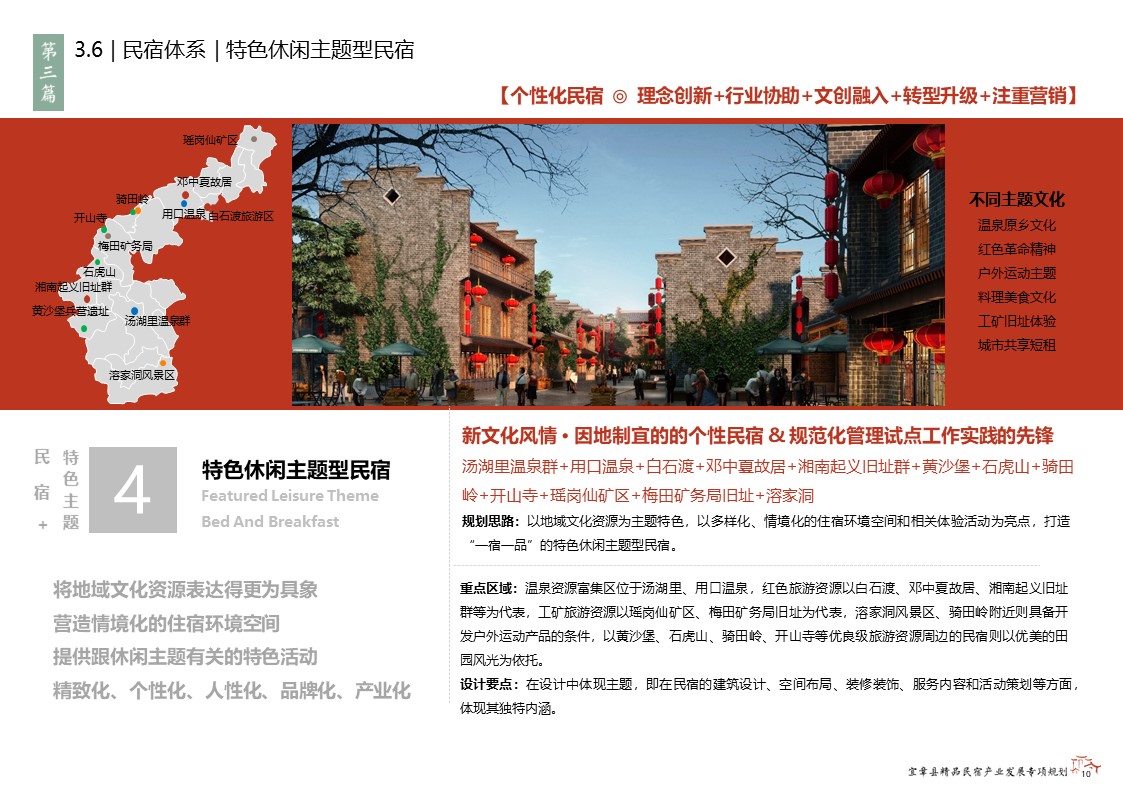 第三篇
3.6 | 民宿体系 | 特色休闲主题型民宿
【个性化民宿 ◎ 理念创新+行业协助+文创融入+转型升级+注重营销】
瑶岗仙矿区
邓中夏故居
骑田岭
用口温泉
白石渡旅游区
开山寺
梅田矿务局
石虎山
湘南起义旧址群
黄沙堡兵营遗址
汤湖里温泉群
溶家洞风景区
不同主题文化
温泉原乡文化
红色革命精神
户外运动主题
料理美食文化
工矿旧址体验
城市共享短租
民宿+
特色主题
4
特色休闲主题型民宿
Featured Leisure Theme
Bed And Breakfast
将地域文化资源表达得更为具象
营造情境化的住宿环境空间
提供跟休闲主题有关的特色活动
精致化、个性化、人性化、品牌化、产业化
新文化风情 • 因地制宜的的个性民宿 & 规范化管理试点工作实践的先锋
汤湖里温泉群+用口温泉+白石渡+邓中夏故居+湘南起义旧址群+黄沙堡+石虎山+骑田
岭+开山寺+瑶岗仙矿区+梅田矿务局旧址+溶家洞
规划思路：以地域文化资源为主题特色，以多样化、情境化的住宿环境空间和相关体验活动为亮点，打造
“一宿一品”的特色休闲主题型民宿。
重点区域：温泉资源富集区位于汤湖里、用口温泉，红色旅游资源以白石渡、邓中夏故居、湘南起义旧址
群等为代表，工矿旅游资源以瑶岗仙矿区、梅田矿务局旧址为代表，溶家洞风景区、骑田岭附近则具备开
发户外运动产品的条件，以黄沙堡、石虎山、骑田岭、开山寺等优良级旅游资源周边的民宿则以优美的田
园风光为依托。
设计要点：在设计中体现主题，即在民宿的建筑设计、空间布局、装修装饰、服务内容和活动策划等方面，
体现其独特内涵。
宜章县精品民宿产业发展专项规划
10